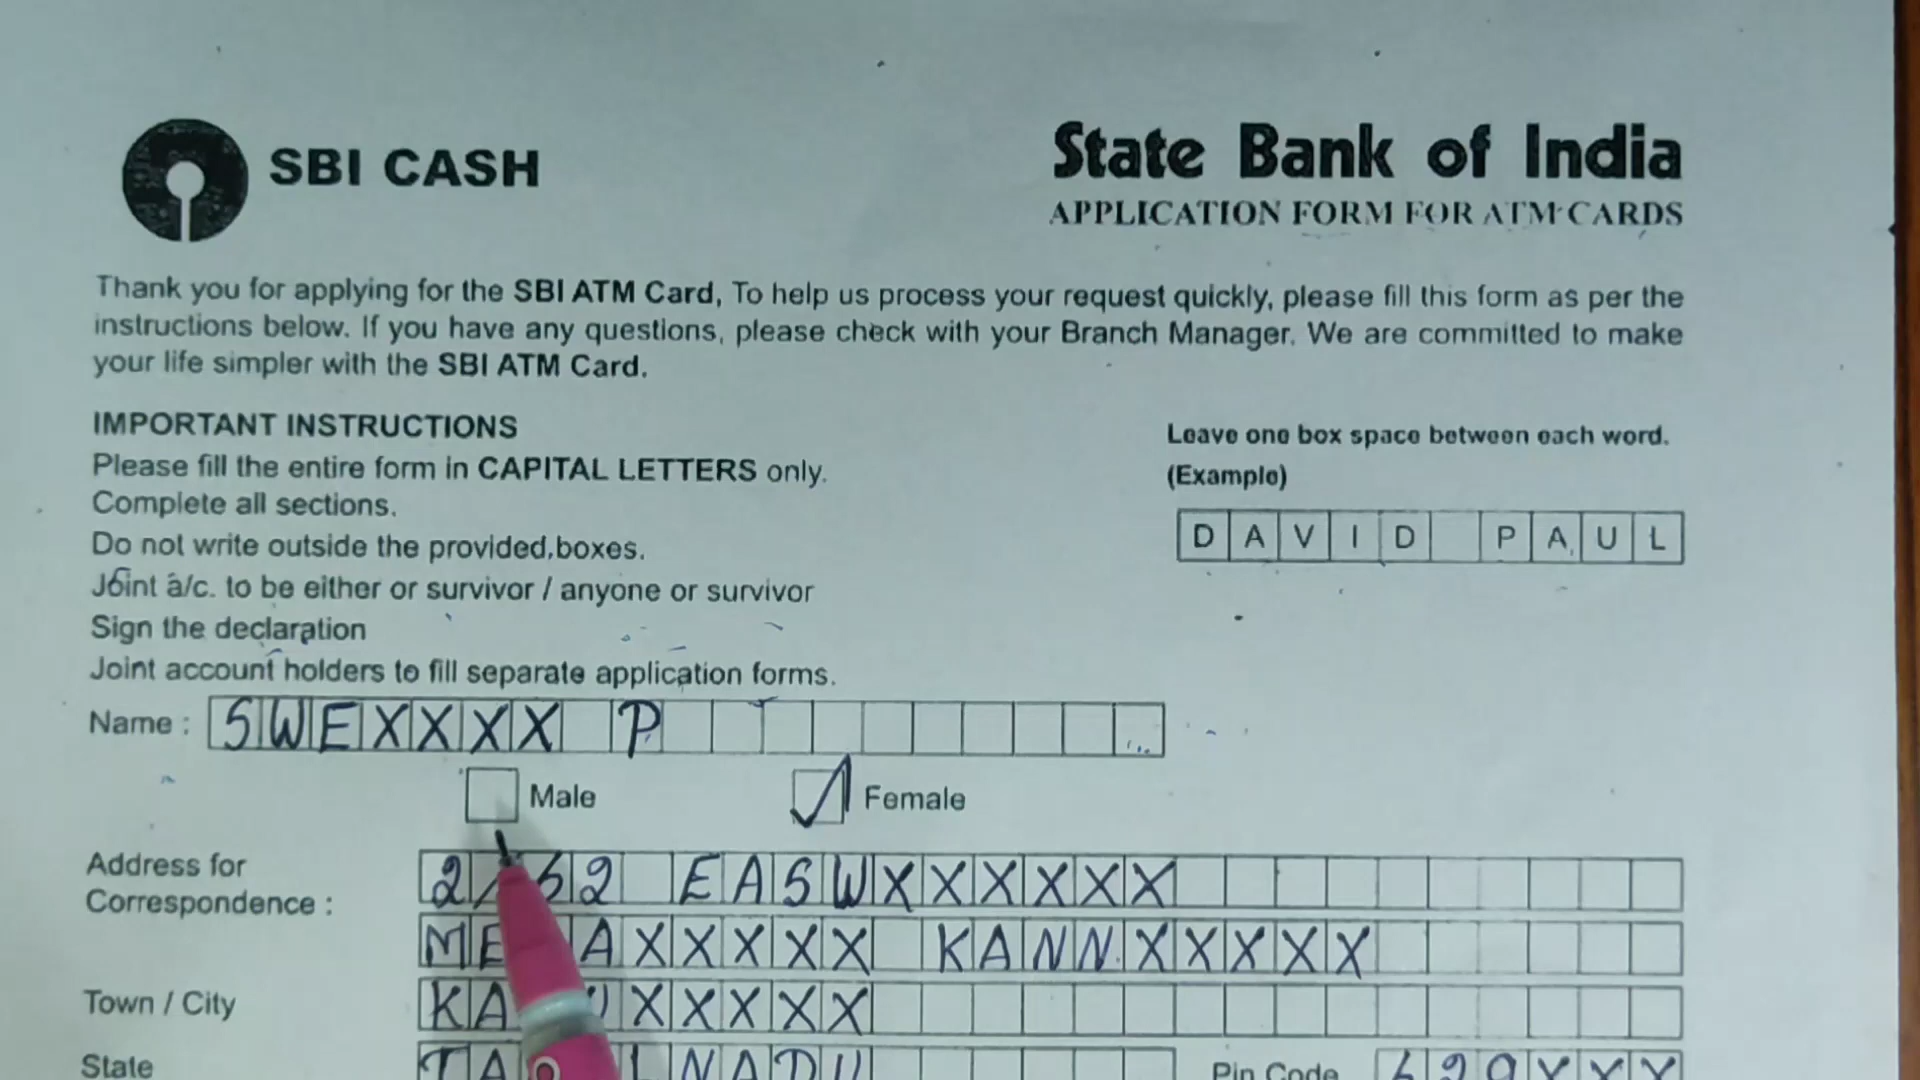 SBI CASH
State Bank of India
APPLICATION FORM FOR ATM CARDS
Thank you for applying for the SBI ATM Card, To help us process your request quickly, please fill this form as per the
instructions below. If you have any questions, please check with your Branch Manager. We are committed to make
your life simpler with the SBI ATM Card.
IMPORTANT INSTRUCTIONS
Please fill the entire form in CAPITAL LETTERS only.
Complete all sections.
Do not write outside the provided boxes.
Joint a/c. to be either or survivor / anyone or survivor
Sign the declaration
Joint account holders to fill separate application forms.
Leave one box space between each word.
(Example)
DAVID PAUL
Name : SWEXXXX P
Male Female
Address for
Correspondence :
EASWXXXXXX
KANNXXXXX
Town / City
State
NADU
Pin Code